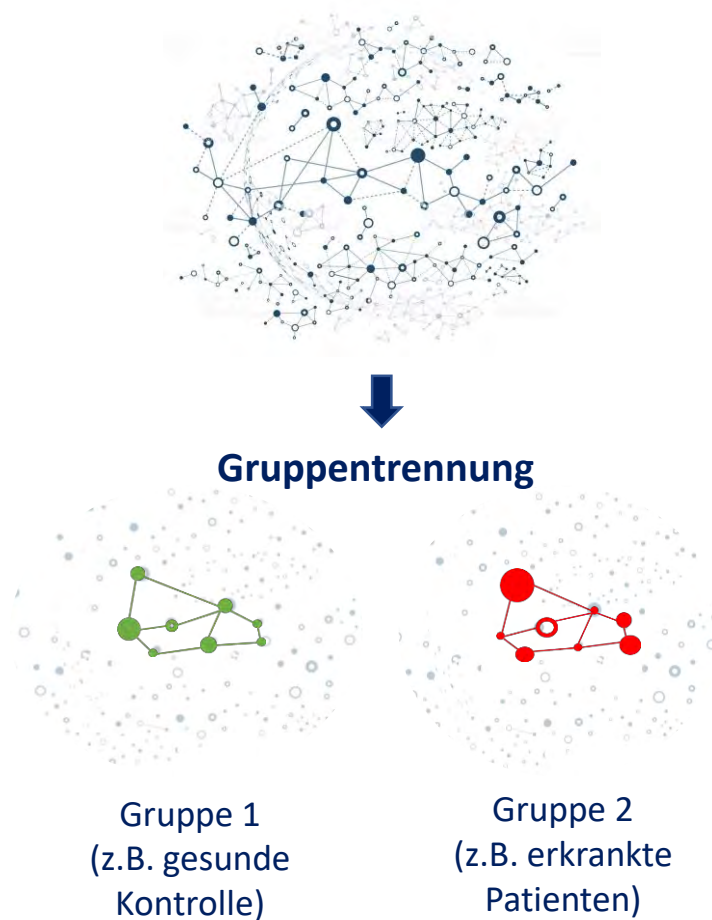 Gruppentrennung
Gruppe 1
(z.B. gesunde
Kontrolle)
Gruppe 2
(z.B. erkrankte
Patienten)